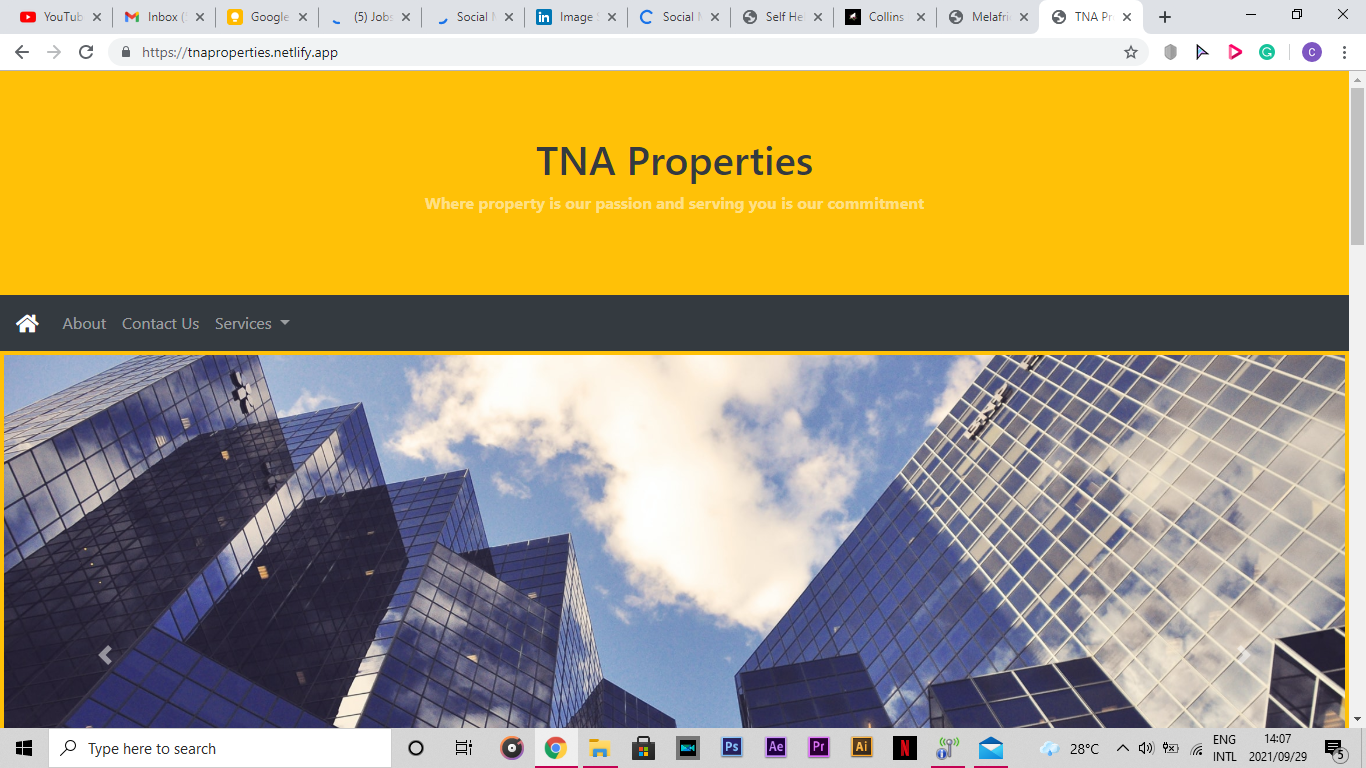 YouTub
Inbox (
Google
(5) Jobs
Social M
Image
Social M
Self He
Collins
Melafri
TNA Pr
https://tnaproperties.netlify.app
C
TNA Properties
Where property is our passion and serving you is our commitment
About
Contact Us
Services
Type here to search
Ps
Ae
Pr
Ai
N
28°C
ENG
INTL
14:07
2021/09/29
5